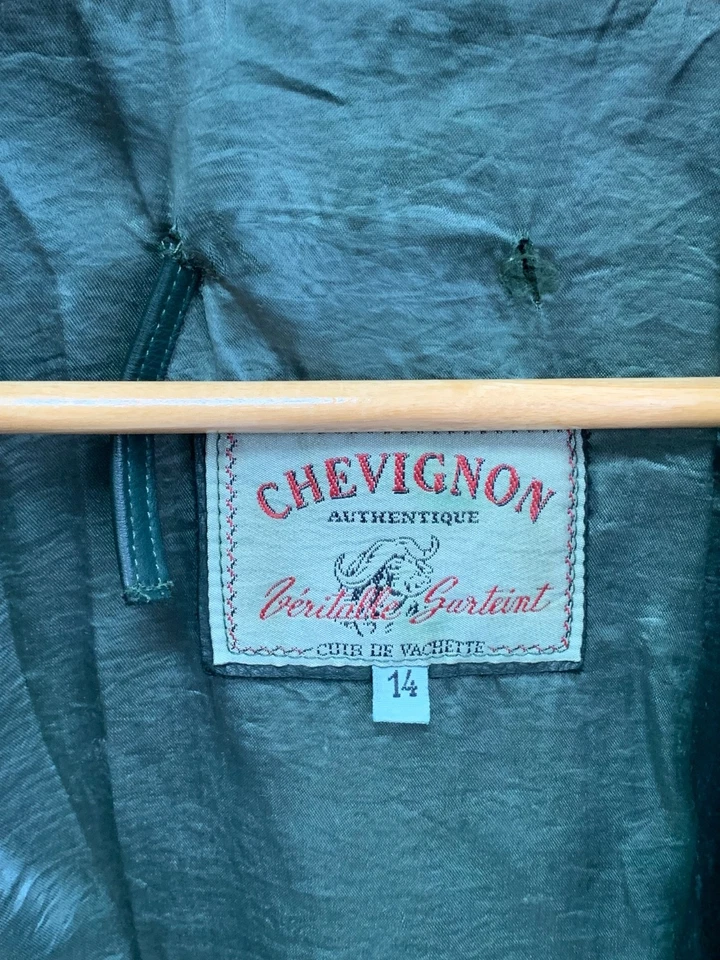 CHEVIGNON
AUTHENTIQUE
Véritable Surteint
CUIR DE VACHETTE
14